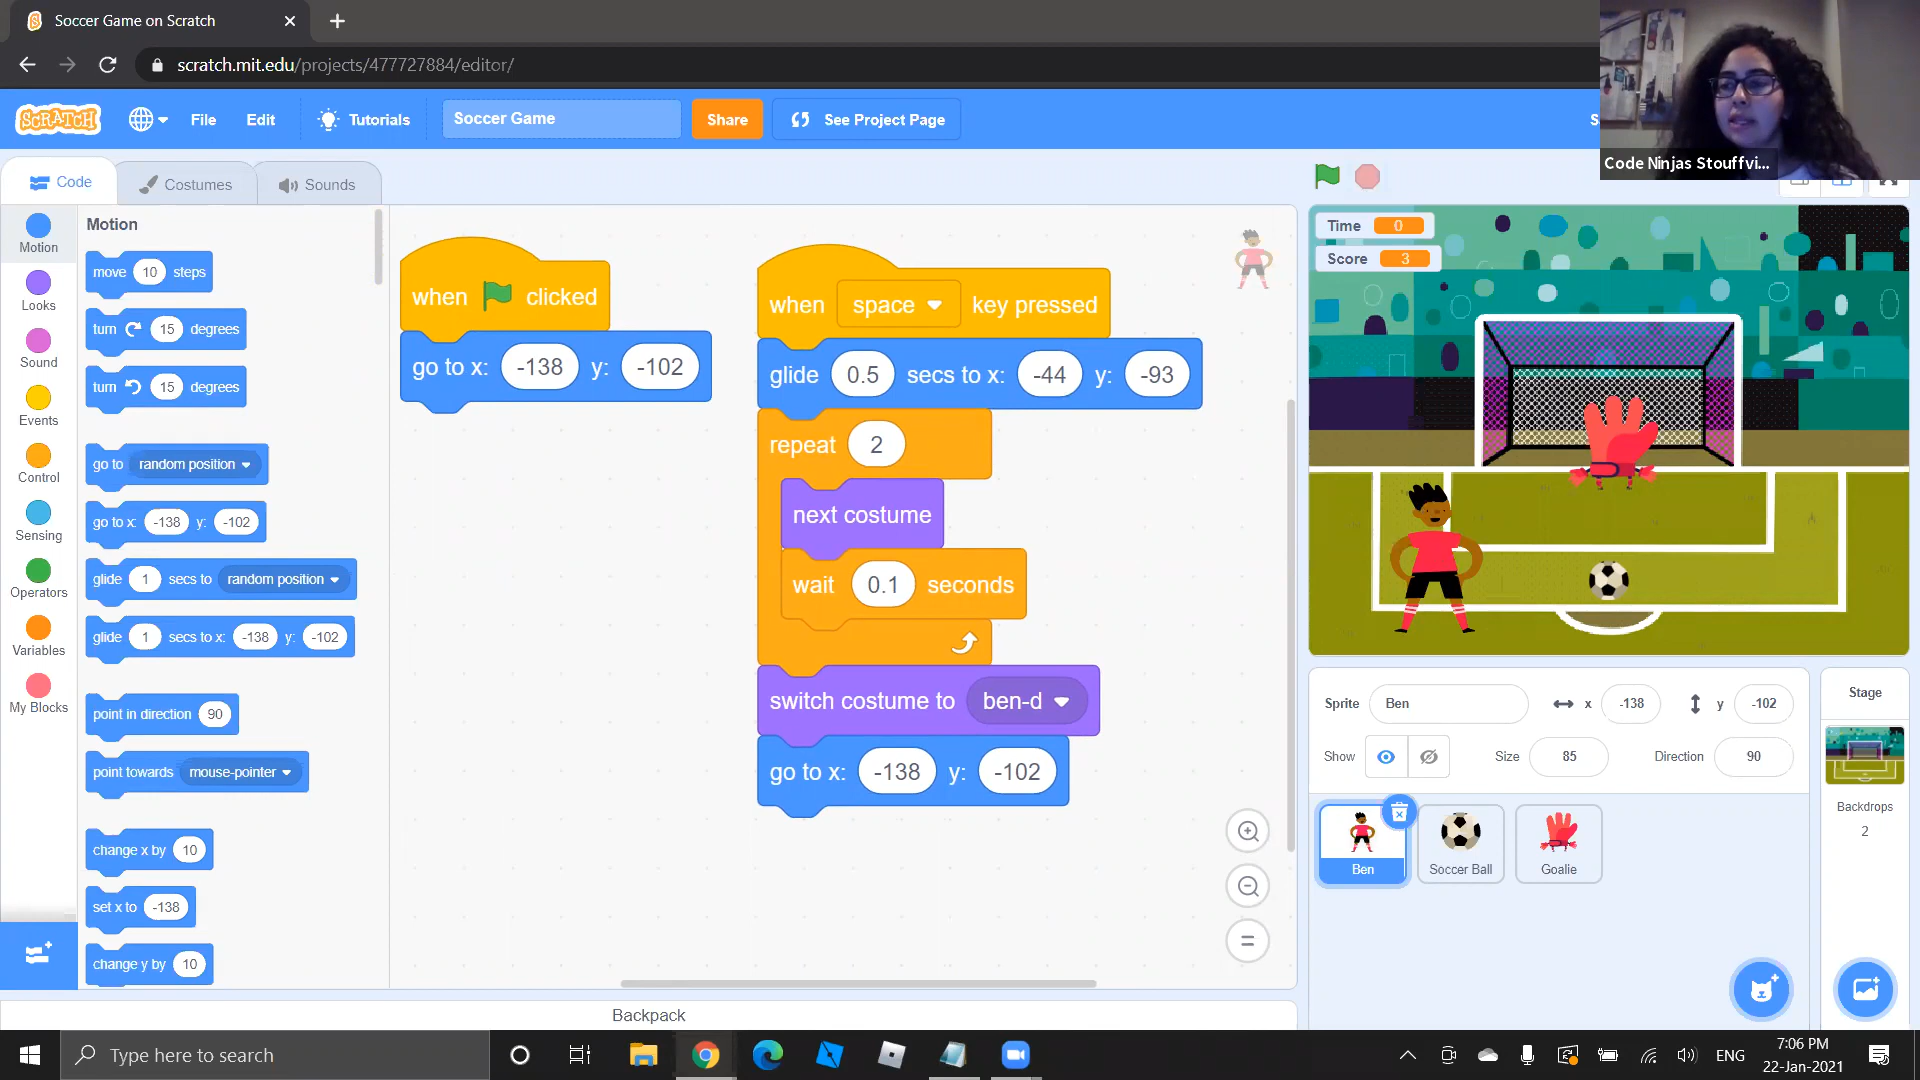 Soccer Game on Scratch
scratch.mit.edu/projects/477727884/editor/
SCRATCH
File
Edit
Tutorials
Soccer Game
Share
See Project Page
Code Ninjas Stouffvi...
Code
Costumes
Sounds
Motion
Looks
Sound
Events
Control
Sensing
Operators
Variables
My Blocks
Motion
move 10 steps
turn 15 degrees
turn 15 degrees
go to random position
go to x: -138 y: -102
glide 1 secs to random position
glide 1 secs to x: -138 y: -102
point in direction 90
point towards mouse-pointer
change x by 10
set x to -138
change y by 10
when clicked
go to x: -138 y: -102
when space key pressed
glide 0.5 secs to x: -44 y: -93
repeat 2
next costume
wait 0.1 seconds
switch costume to ben-d
go to x: -138 y: -102
Backpack
Time 0
Score 3
Sprite Ben x -138 y -102
Show Size 85 Direction 90
Ben
Soccer Ball
Goalie
Stage
Backdrops
2
Type here to search
ENG
7:06 PM
22-Jan-2021